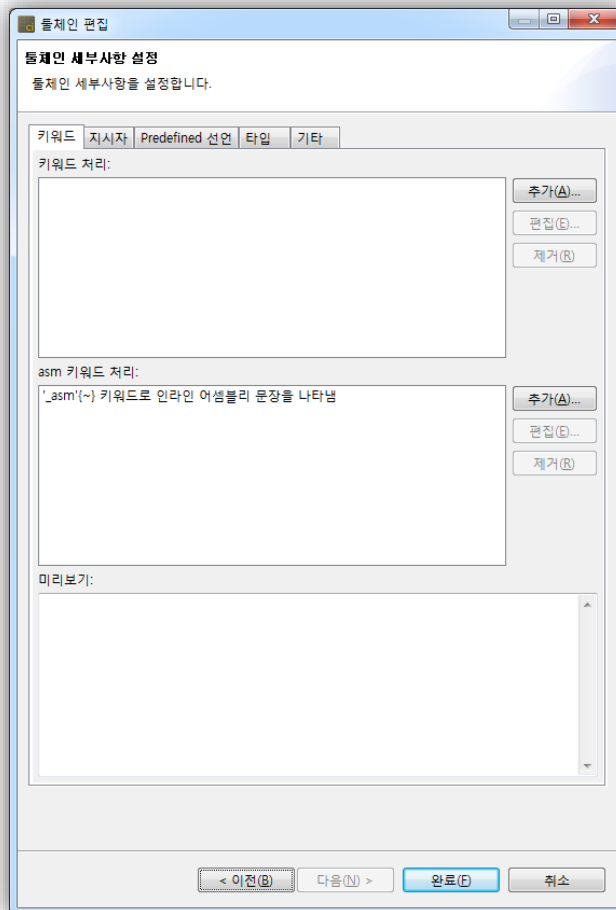 툴체인 편집
툴체인 세부사항 설정
툴체인 세부사항을 설정합니다.
키워드 지시자 Predefined 선언 타입 기타
키워드 처리:
추가(A)...
편집(E)...
제거(R)
asm 키워드 처리:
'_asm'{~} 키워드로 인라인 어셈블리 문장을 나타냄
추가(A)...
편집(E)...
제거(R)
미리보기:
< 이전(B) 다음(N) > 완료(F) 취소